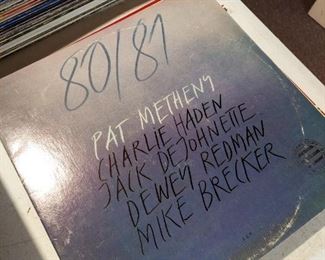 80/81
PAT METHENY
CHARLIE HADEN
JACK DEJOHNETTE
DEWEY REDMAN
MIKE BRECKER